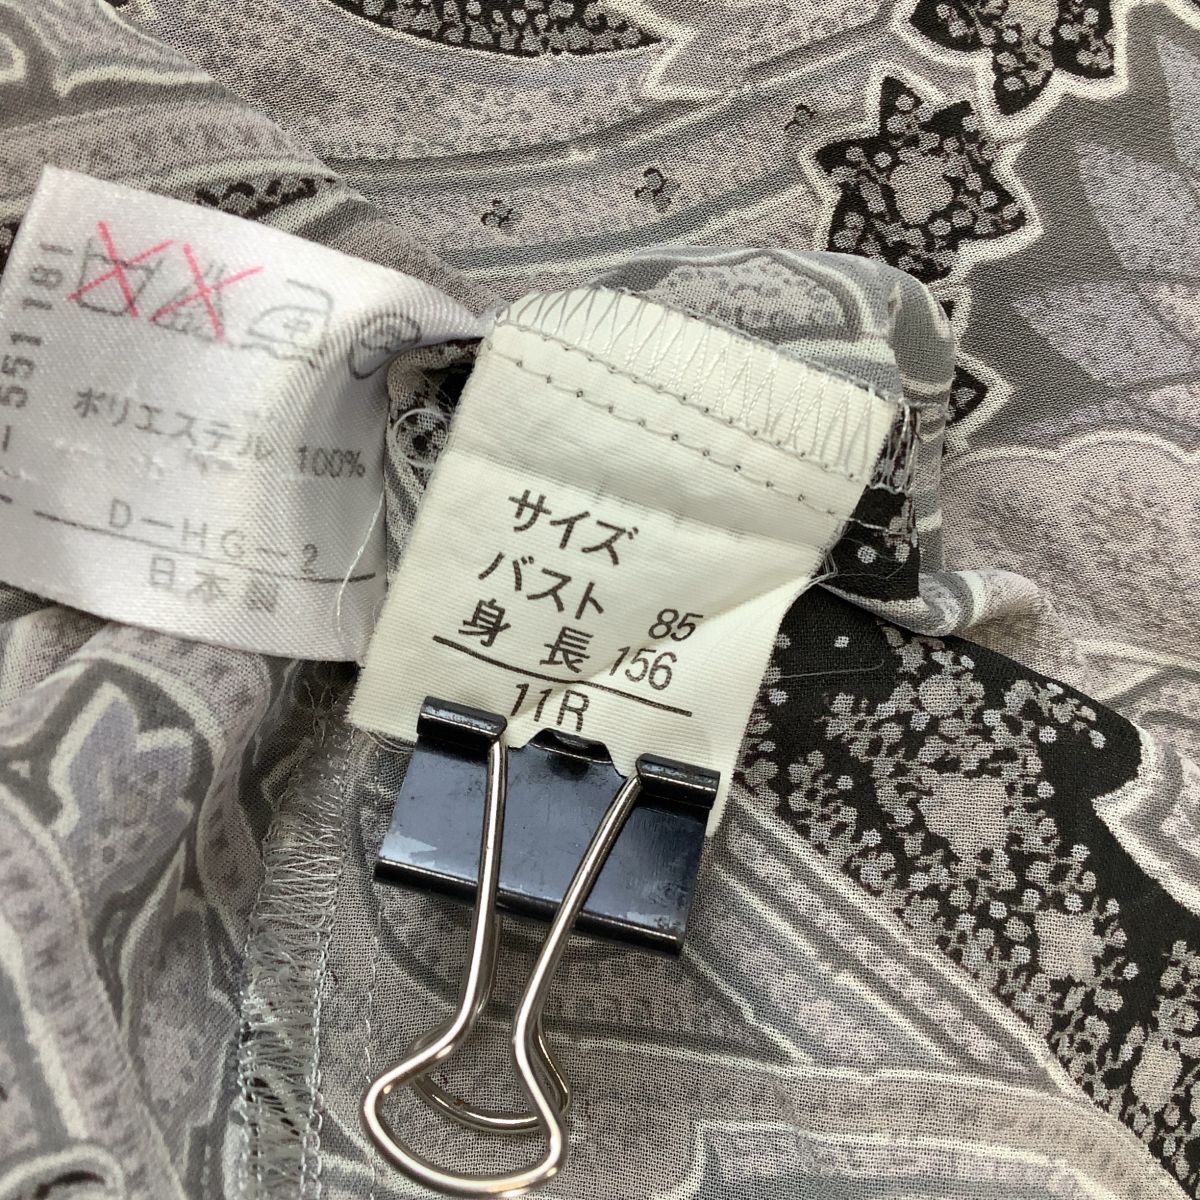 551 181
ポリエステル 100%
D－HG－2
日本製
サイズ
バスト 85
身長 156
11R